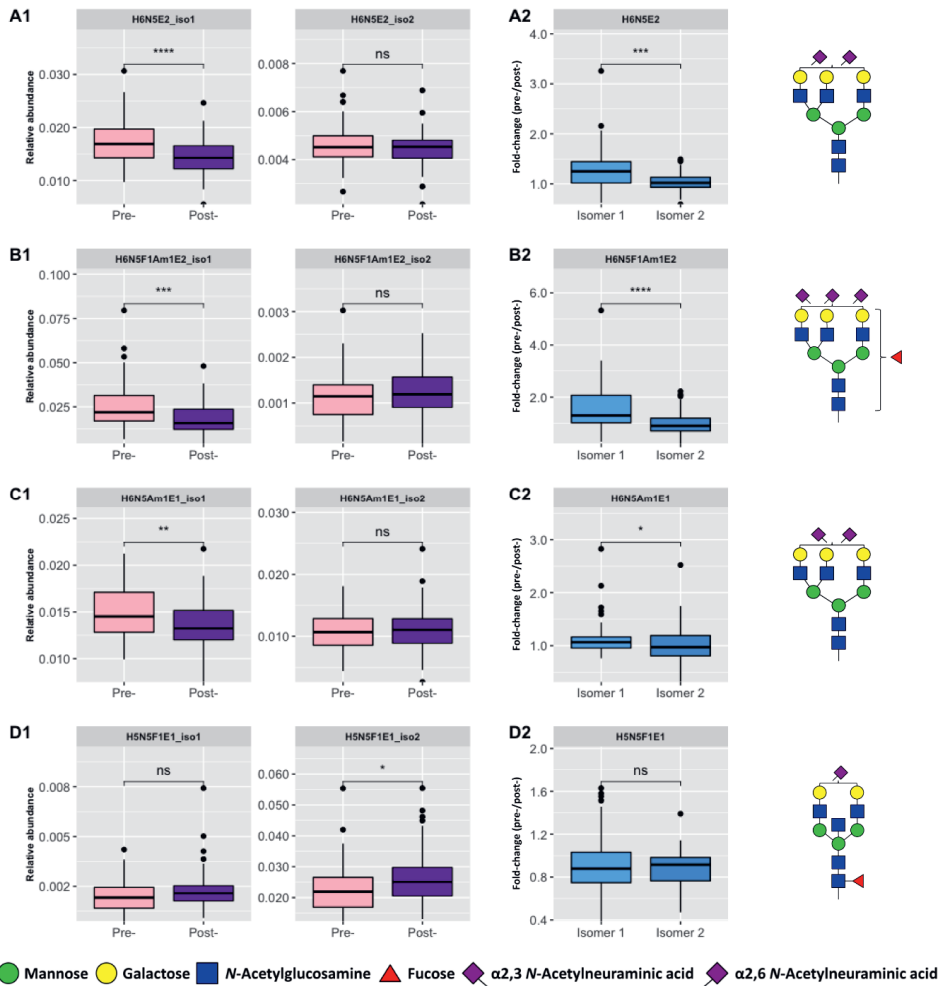 A1
H6N5E2_iso1
Relative abundance
0.030
0.020
0.010
****
Pre-
Post-
H6N5E2_iso2
0.008
0.006
0.004
ns
Pre-
Post-
A2
H6N5E2
Fold-change (pre-/post-)
4.0
3.0
2.0
1.0
***
Isomer 1
Isomer 2
B1
H6N5F1Am1E2_iso1
Relative abundance
0.100
0.075
0.050
0.025
***
Pre-
Post-
H6N5F1Am1E2_iso2
0.003
0.002
0.001
ns
Pre-
Post-
B2
H6N5F1Am1E2
Fold-change (pre-/post-)
6.0
4.0
2.0
****
Isomer 1
Isomer 2
C1
H6N5Am1E1_iso1
Relative abundance
0.025
0.020
0.015
0.010
**
Pre-
Post-
H6N5Am1E1_iso2
0.030
0.020
0.010
ns
Pre-
Post-
C2
H6N5Am1E1
Fold-change (pre-/post-)
3.0
2.0
1.0
*
Isomer 1
Isomer 2
D1
H5N5F1E1_iso1
Relative abundance
0.008
0.005
0.002
ns
Pre-
Post-
H5N5F1E1_iso2
0.060
0.050
0.040
0.030
0.020
*
Pre-
Post-
D2
H5N5F1E1
Fold-change (pre-/post-)
2.0
1.6
1.2
0.8
0.4
ns
Isomer 1
Isomer 2
Mannose Galactose N-Acetylglucosamine Fucose α2,3 N-Acetylneuraminic acid α2,6 N-Acetylneuraminic acid